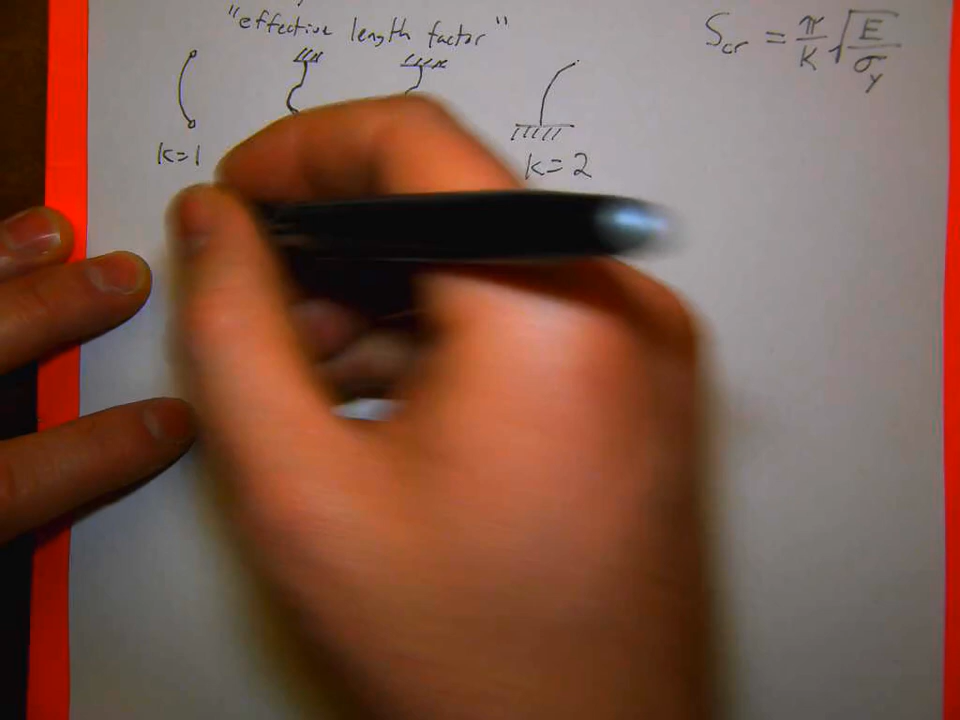 "effective length factor"
S_cr = π/K √(E/σ_y)
K=1
K=2